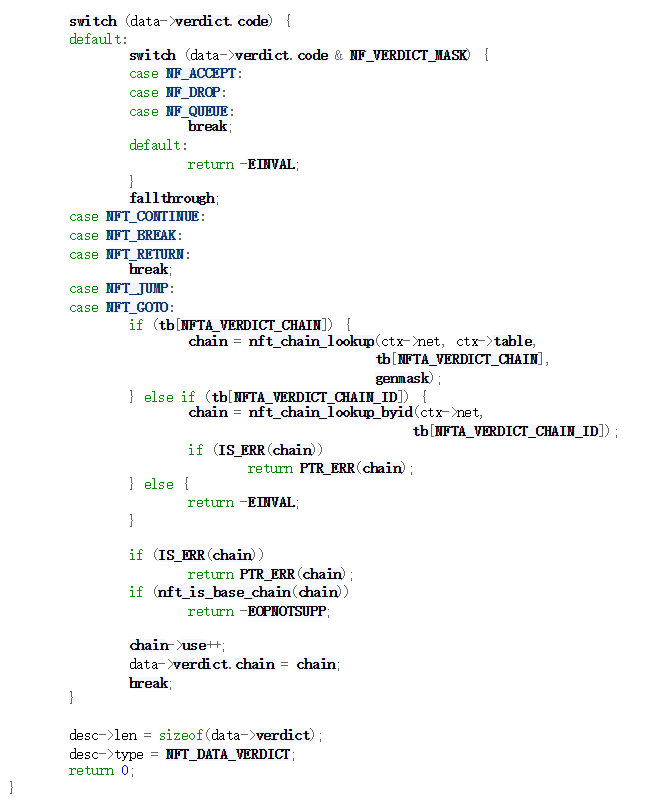 switch (data->verdict.code) {
default:
switch (data->verdict.code & NF_VERDICT_MASK) {
case NF_ACCEPT:
case NF_DROP:
case NF_QUEUE:
break;
default:
return -EINVAL;
}
fallthrough;
case NFT_CONTINUE:
case NFT_BREAK:
case NFT_RETURN:
break;
case NFT_JUMP:
case NFT_GOTO:
if (tb[NFTA_VERDICT_CHAIN]) {
chain = nft_chain_lookup(ctx->net, ctx->table,
tb[NFTA_VERDICT_CHAIN],
genmask);
} else if (tb[NFTA_VERDICT_CHAIN_ID]) {
chain = nft_chain_lookup_byid(ctx->net,
tb[NFTA_VERDICT_CHAIN_ID]);
if (IS_ERR(chain))
return PTR_ERR(chain);
} else {
return -EINVAL;
}
if (IS_ERR(chain))
return PTR_ERR(chain);
if (nft_is_base_chain(chain))
return -EOPNOTSUPP;
chain->use++;
data->verdict.chain = chain;
break;
}
desc->len = sizeof(data->verdict);
desc->type = NFT_DATA_VERDICT;
return 0;
}